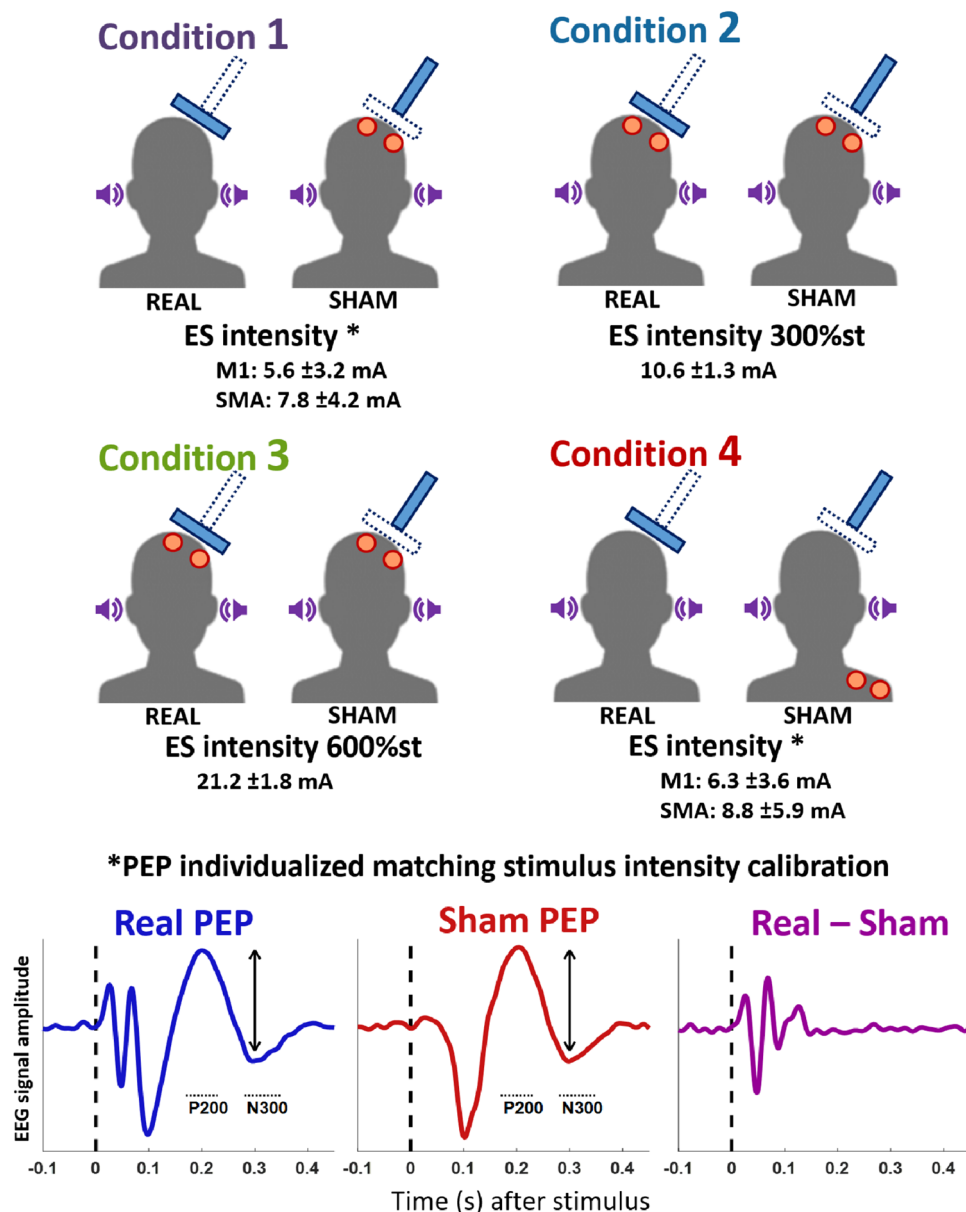 Condition 1
Condition 2
REAL
SHAM
REAL
SHAM
ES intensity *
M1: 5.6 ±3.2 mA
SMA: 7.8 ±4.2 mA
ES intensity 300%st
10.6 ±1.3 mA
Condition 3
Condition 4
REAL
SHAM
REAL
SHAM
ES intensity 600%st
21.2 ±1.8 mA
ES intensity *
M1: 6.3 ±3.6 mA
SMA: 8.8 ±5.9 mA
*PEP individualized matching stimulus intensity calibration
Real PEP
Sham PEP
Real – Sham
EEG signal amplitude
P200
N300
P200
N300
-0.1 0 0.1 0.2 0.3 0.4
-0.1 0 0.1 0.2 0.3 0.4
-0.1 0 0.1 0.2 0.3 0.4
Time (s) after stimulus